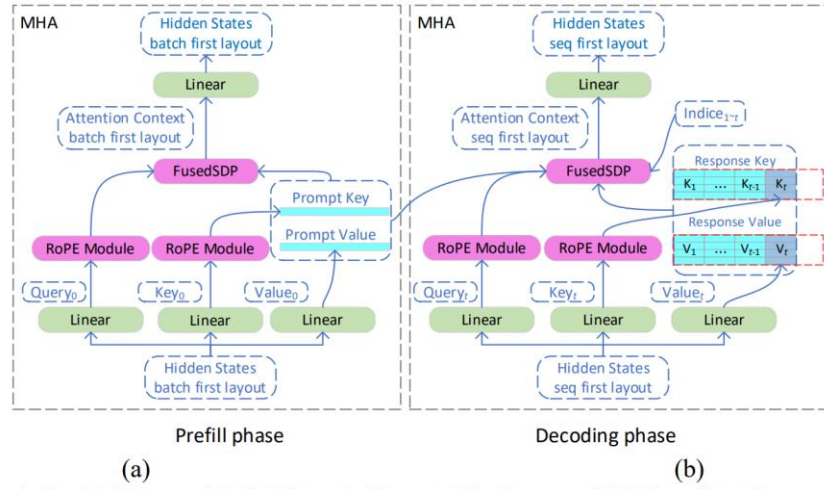 MHA
Hidden States
batch first layout
Linear
Attention Context
batch first layout
FusedSDP
Prompt Key
Prompt Value
RoPE Module
RoPE Module
Query₀
Key₀
Value₀
Linear
Linear
Linear
Hidden States
batch first layout
Prefill phase
(a)
MHA
Hidden States
seq first layout
Linear
Attention Context
seq first layout
Indice₁~ₜ
FusedSDP
Response Key
K₁ ... Kₜ₋₁ Kₜ
Response Value
V₁ ... Vₜ₋₁ Vₜ
RoPE Module
RoPE Module
Queryₜ
Keyₜ
Valueₜ
Linear
Linear
Linear
Hidden States
seq first layout
Decoding phase
(b)